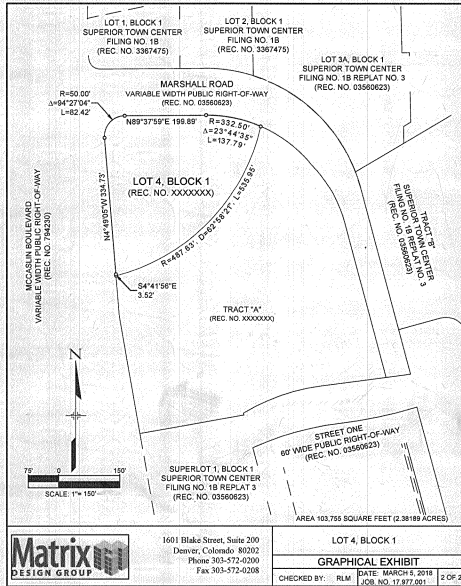 LOT 1, BLOCK 1
SUPERIOR TOWN CENTER
FILING NO. 1B
(REC. 3367475)
LOT 2, BLOCK 1
SUPERIOR TOWN CENTER
FILING NO. 1B
(REC. 3367475)
LOT 3A, BLOCK 1
SUPERIOR TOWN CENTER
FILING NO. 1B REPLAT NO. 3
(REC. 03560623)
MARSHALL ROAD
VARIABLE WIDTH PUBLIC RIGHT-OF-WAY
(REC. NO. 03560623)
R=50.00'
Δ=94°27'04"
L=82.42'
N89°37'59"E 199.89'
R=332.50'
Δ=23°44'35"
L=137.79'
LOT 4, BLOCK 1
(REC. NO. XXXXXXX)
N4°49'05"W 334.73'
R=487.63' D=62°58'27" L=535.95'
MCCASLIN BOULEVARD
VARIABLE WIDTH PUBLIC RIGHT-OF-WAY
(REC. NO. 794230)
TRACT "B"
SUPERIOR TOWN CENTER
FILING NO. 1B REPLAT NO. 3
(REC. NO. 03560623)
S4°41'56"E
3.52'
TRACT "A"
(REC. NO. XXXXXXX)
N
75' 0 150'
SCALE: 1"= 150'
STREET ONE
80' WIDE PUBLIC RIGHT-OF-WAY
(REC. NO. 03560623)
SUPERLOT 1, BLOCK 1
SUPERIOR TOWN CENTER
FILING NO. 1B REPLAT 3
(REC. NO. 03560623)
AREA 103,755 SQUARE FEET (2.38189 ACRES)
Matrix
DESIGN GROUP
1601 Blake Street, Suite 200
Denver, Colorado 80202
Phone 303-572-0200
Fax 303-572-0208
LOT 4, BLOCK 1
GRAPHICAL EXHIBIT
CHECKED BY: RLM
DATE: MARCH 5, 2018
JOB. NO. 17.977.001
2 OF 2